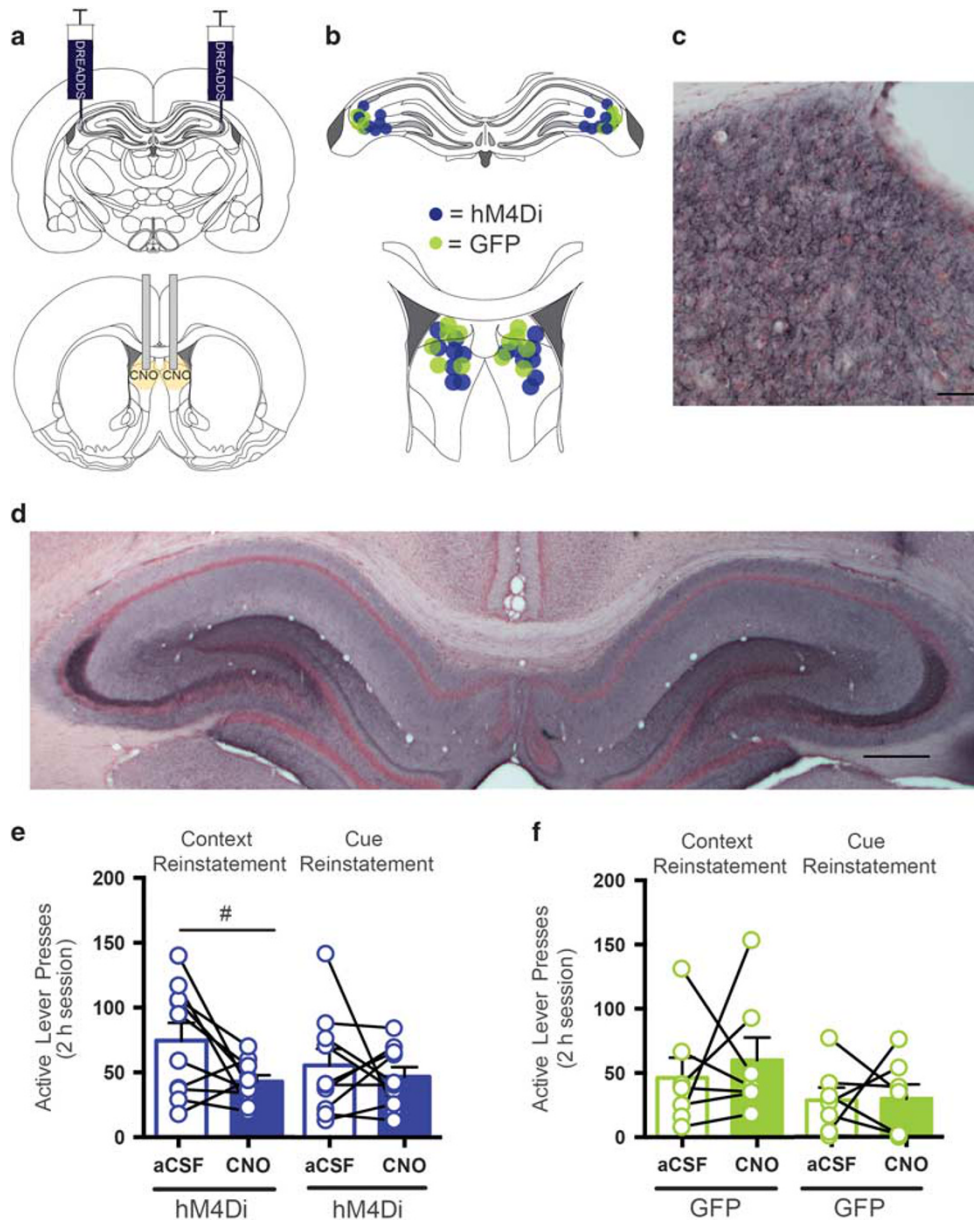 a
b
c
DREADDS
DREADDS
= hM4Di
= GFP
CNO
CNO
d
e
f
Context
Reinstatement
Cue
Reinstatement
Context
Reinstatement
Cue
Reinstatement
Active Lever Presses
(2 h session)
200
150
100
50
0
#
aCSF
CNO
aCSF
CNO
hM4Di
hM4Di
Active Lever Presses
(2 h session)
200
150
100
50
0
aCSF
CNO
aCSF
CNO
GFP
GFP